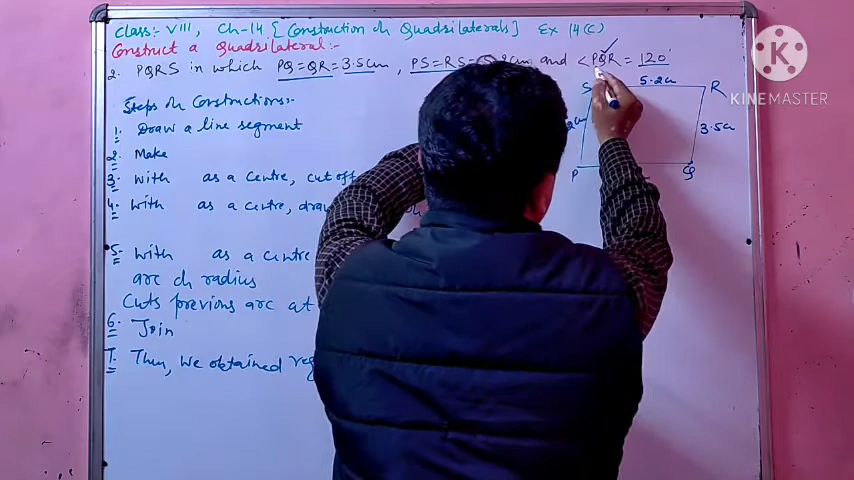 Class:- VIII, Ch-14 [Construction of Quadrilaterals] Ex 14(C)
Construct a Quadrilateral:-
2. PQRS in which PQ=QR=3.5cm, PS=RS=5.2cm and <PQR = 120°
Steps of Constructions:-
1. Draw a line segment
2. Make
3. with as a centre, cut off
4. with as a centre, draw
5. with as a centre
arc of radius
Cuts previous arc at
6. Join
7. Then, we obtained
S 5.2cm R
3.5cm
P Q
KINEMASTER